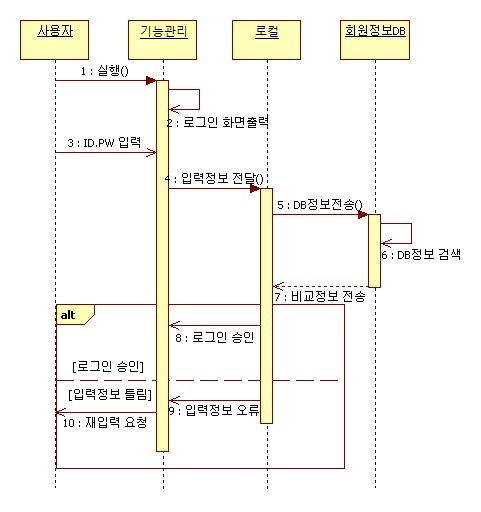 사용자
기능관리
로컬
회원정보DB
1 : 실행()
2 : 로그인 화면출력
3 : ID.PW 입력
4 : 입력정보 전달()
5 : DB정보전송()
6 : DB정보 검색
7 : 비교정보 전송
alt
8 : 로그인 승인
[로그인 승인]
[입력정보 틀림]
9 : 입력정보 오류
10 : 재입력 요청